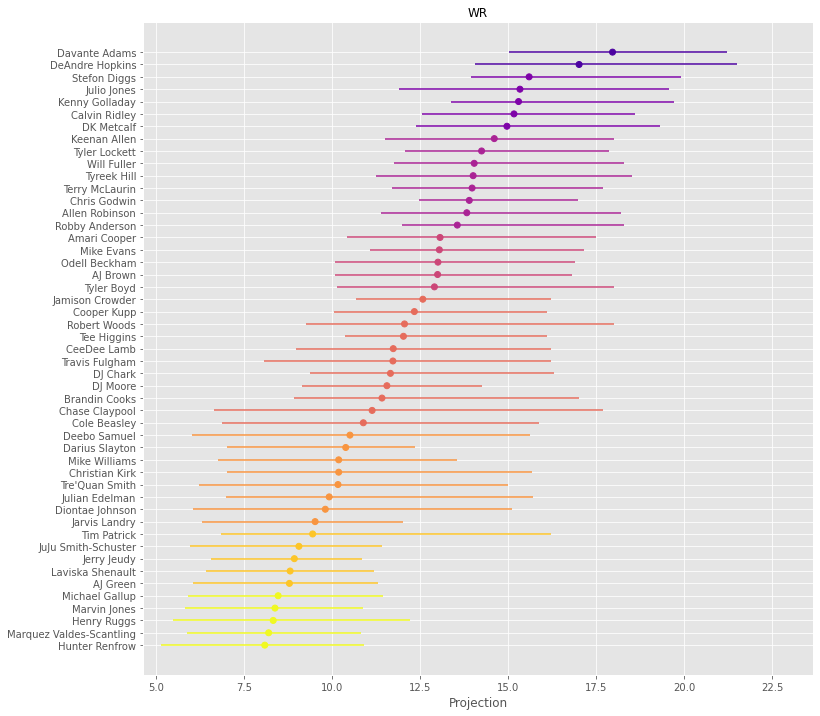 WR
Davante Adams
DeAndre Hopkins
Stefon Diggs
Julio Jones
Kenny Golladay
Calvin Ridley
DK Metcalf
Keenan Allen
Tyler Lockett
Will Fuller
Tyreek Hill
Terry McLaurin
Chris Godwin
Allen Robinson
Robby Anderson
Amari Cooper
Mike Evans
Odell Beckham
AJ Brown
Tyler Boyd
Jamison Crowder
Cooper Kupp
Robert Woods
Tee Higgins
CeeDee Lamb
Travis Fulgham
DJ Chark
DJ Moore
Brandin Cooks
Chase Claypool
Cole Beasley
Deebo Samuel
Darius Slayton
Mike Williams
Christian Kirk
Tre'Quan Smith
Julian Edelman
Diontae Johnson
Jarvis Landry
Tim Patrick
JuJu Smith-Schuster
Jerry Jeudy
Laviska Shenault
AJ Green
Michael Gallup
Marvin Jones
Henry Ruggs
Marquez Valdes-Scantling
Hunter Renfrow
5.0 7.5 10.0 12.5 15.0 17.5 20.0 22.5
Projection